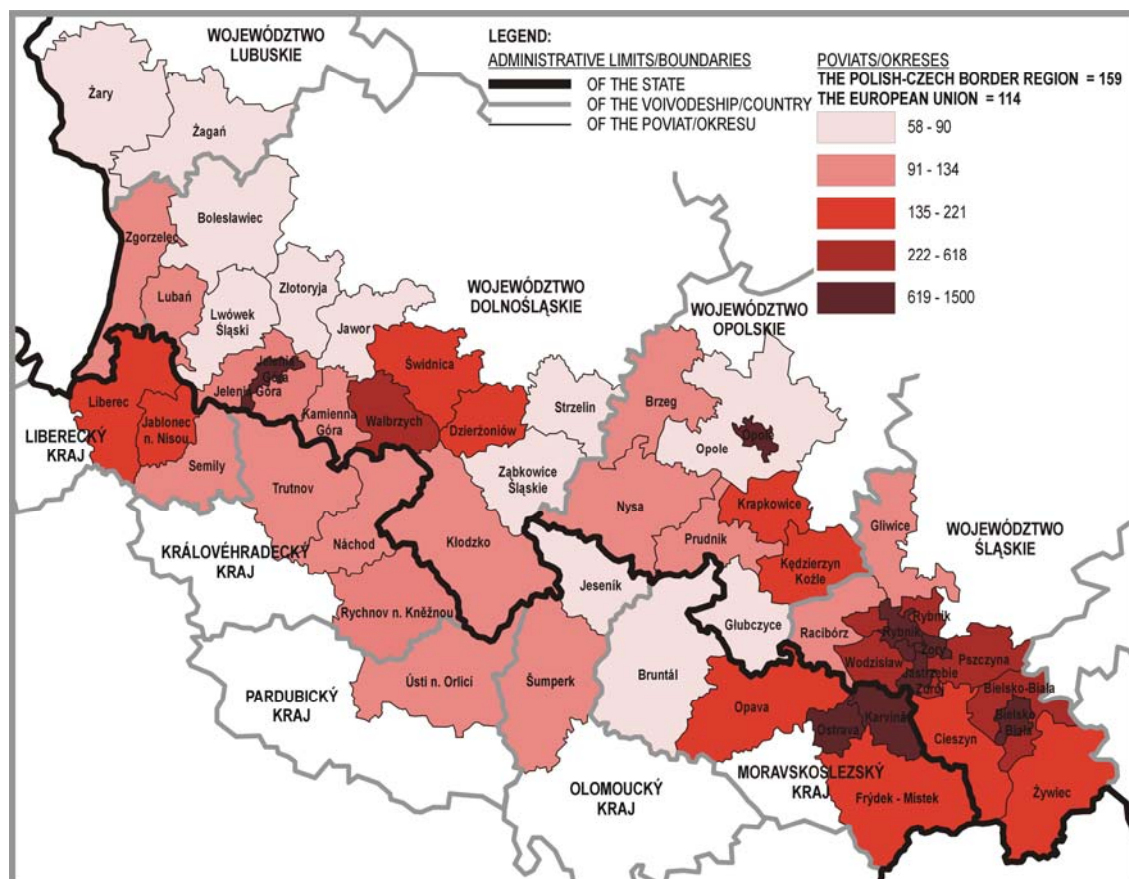 WOJEWÓDZTWO
LUBUSKIE
LEGEND:
ADMINISTRATIVE LIMITS/BOUNDARIES
OF THE STATE
OF THE VOIVODESHIP/COUNTRY
OF THE POVIAT/OKRESU
POVIATS/OKRESES
THE POLISH-CZECH BORDER REGION = 159
THE EUROPEAN UNION = 114
58 - 90
91 - 134
135 - 221
222 - 618
619 - 1500
Żary
Żagań
Bolesławiec
Zgorzelec
Lubań
Lwówek
Śląski
Złotoryja
Jawor
WOJEWÓDZTWO
DOLNOŚLĄSKIE
WOJEWÓDZTWO
OPOLSKIE
Świdnica
Jelenia
Góra
Jelenia Góra
Kamienna
Góra
Wałbrzych
Dzierżoniów
Strzelin
Ząbkowice
Śląskie
Brzeg
Opole
Opole
Liberec
Jablonec
n. Nisou
LIBERECKÝ
KRAJ
Semily
Trutnov
Náchod
KRÁLOVÉHRADECKÝ
KRAJ
Rychnov n. Kněžnou
Kłodzko
Nysa
Prudnik
Krapkowice
Kędzierzyn
Koźle
Gliwice
WOJEWÓDZTWO
ŚLĄSKIE
Jeseník
Głubczyce
Racibórz
Rybnik
Rybnik
Żory
Wodzisław
Jastrzębie
Zdrój
Pszczyna
Bielsko-Biała
Bielsko
Biała
PARDUBICKÝ
KRAJ
Ústi n. Orlicí
Šumperk
Bruntál
Opava
Ostrava
Karviná
Cieszyn
Żywiec
OLOMOUCKÝ
KRAJ
MORAVSKOSLEZSKÝ
KRAJ
Frýdek - Místek